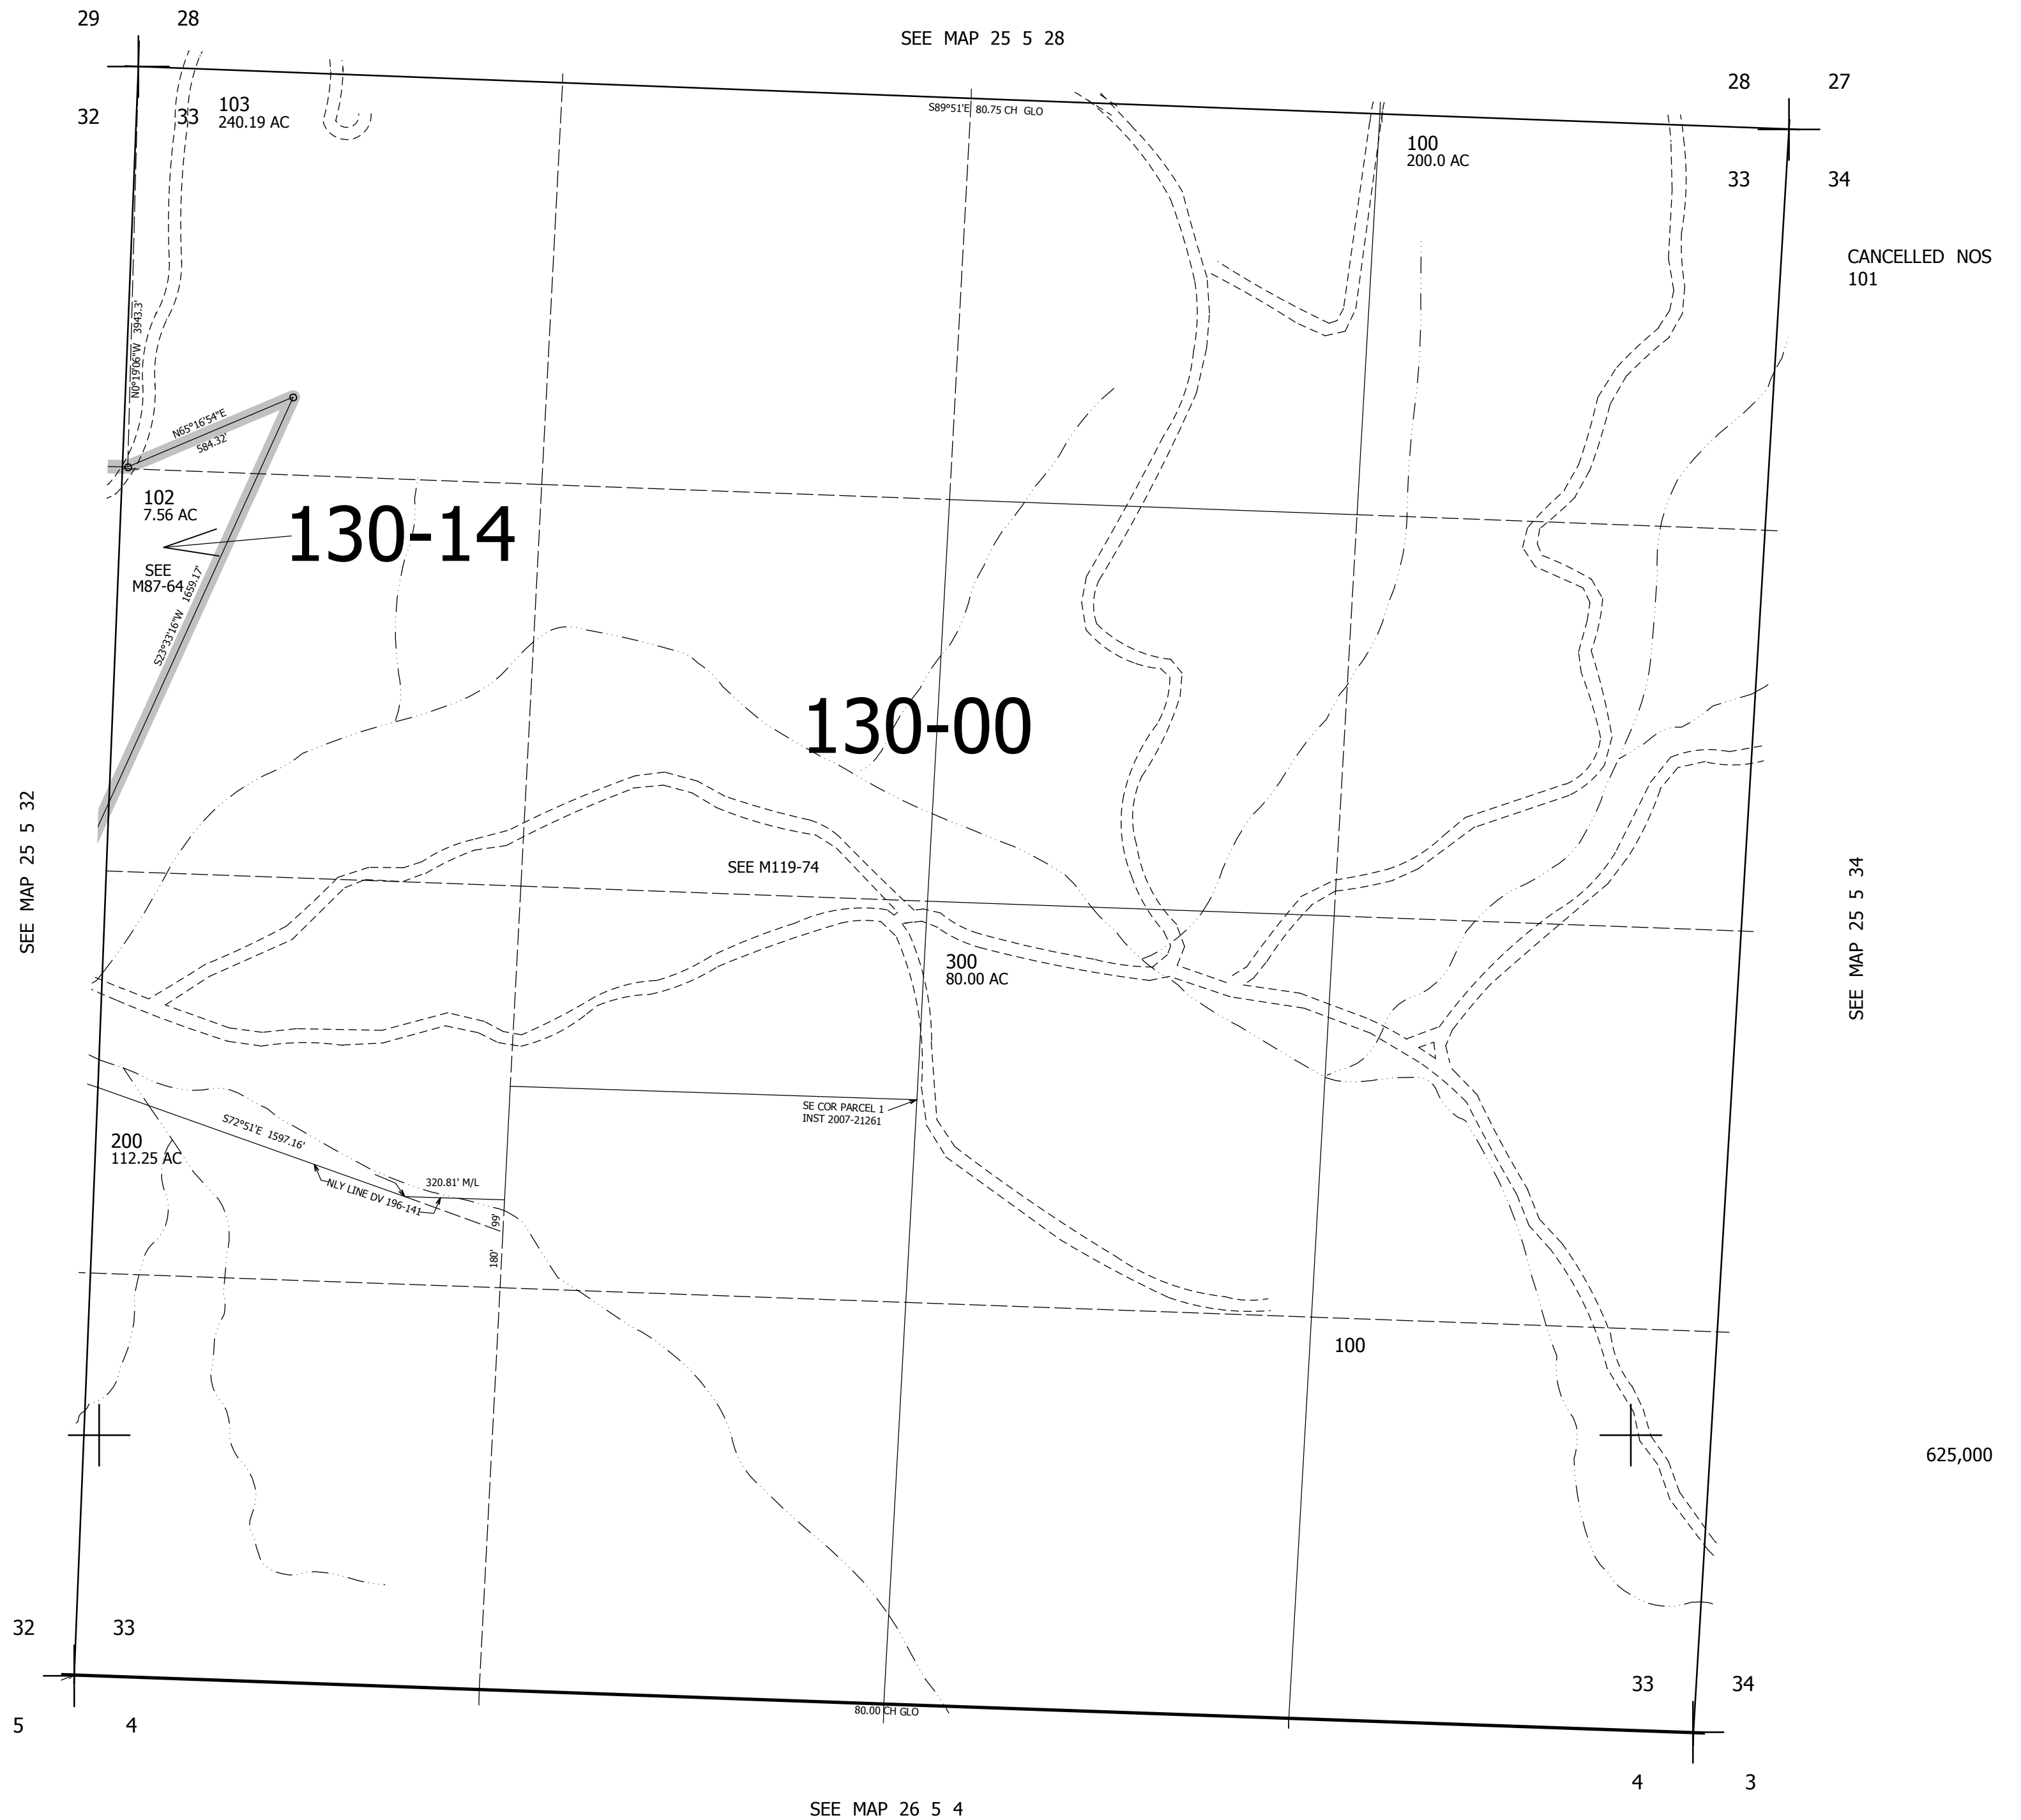 29 28
SEE MAP 25 5 28
28 27
32 33
103
240.19 AC
S89°51'E 80.75 CH GLO
100
200.0 AC
33 34
CANCELLED NOS
101
N0°19'06"W 3943.3'
N65°16'54"E
584.32'
102
7.56 AC
130-14
SEE
M87-64
S23°33'16"W 1659.17'
130-00
SEE MAP 25 5 32
SEE M119-74
SEE MAP 25 5 34
300
80.00 AC
SE COR PARCEL 1
INST 2007-21261
S72°51'E 1597.16'
200
112.25 AC
320.81' M/L
NLY LINE DV 196-141
99'
180'
100
625,000
32 33
33 34
80.00 CH GLO
5 4
4 3
SEE MAP 26 5 4